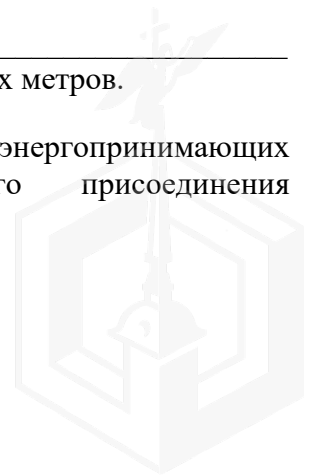 х метров.
энергопринимающих
го присоединения